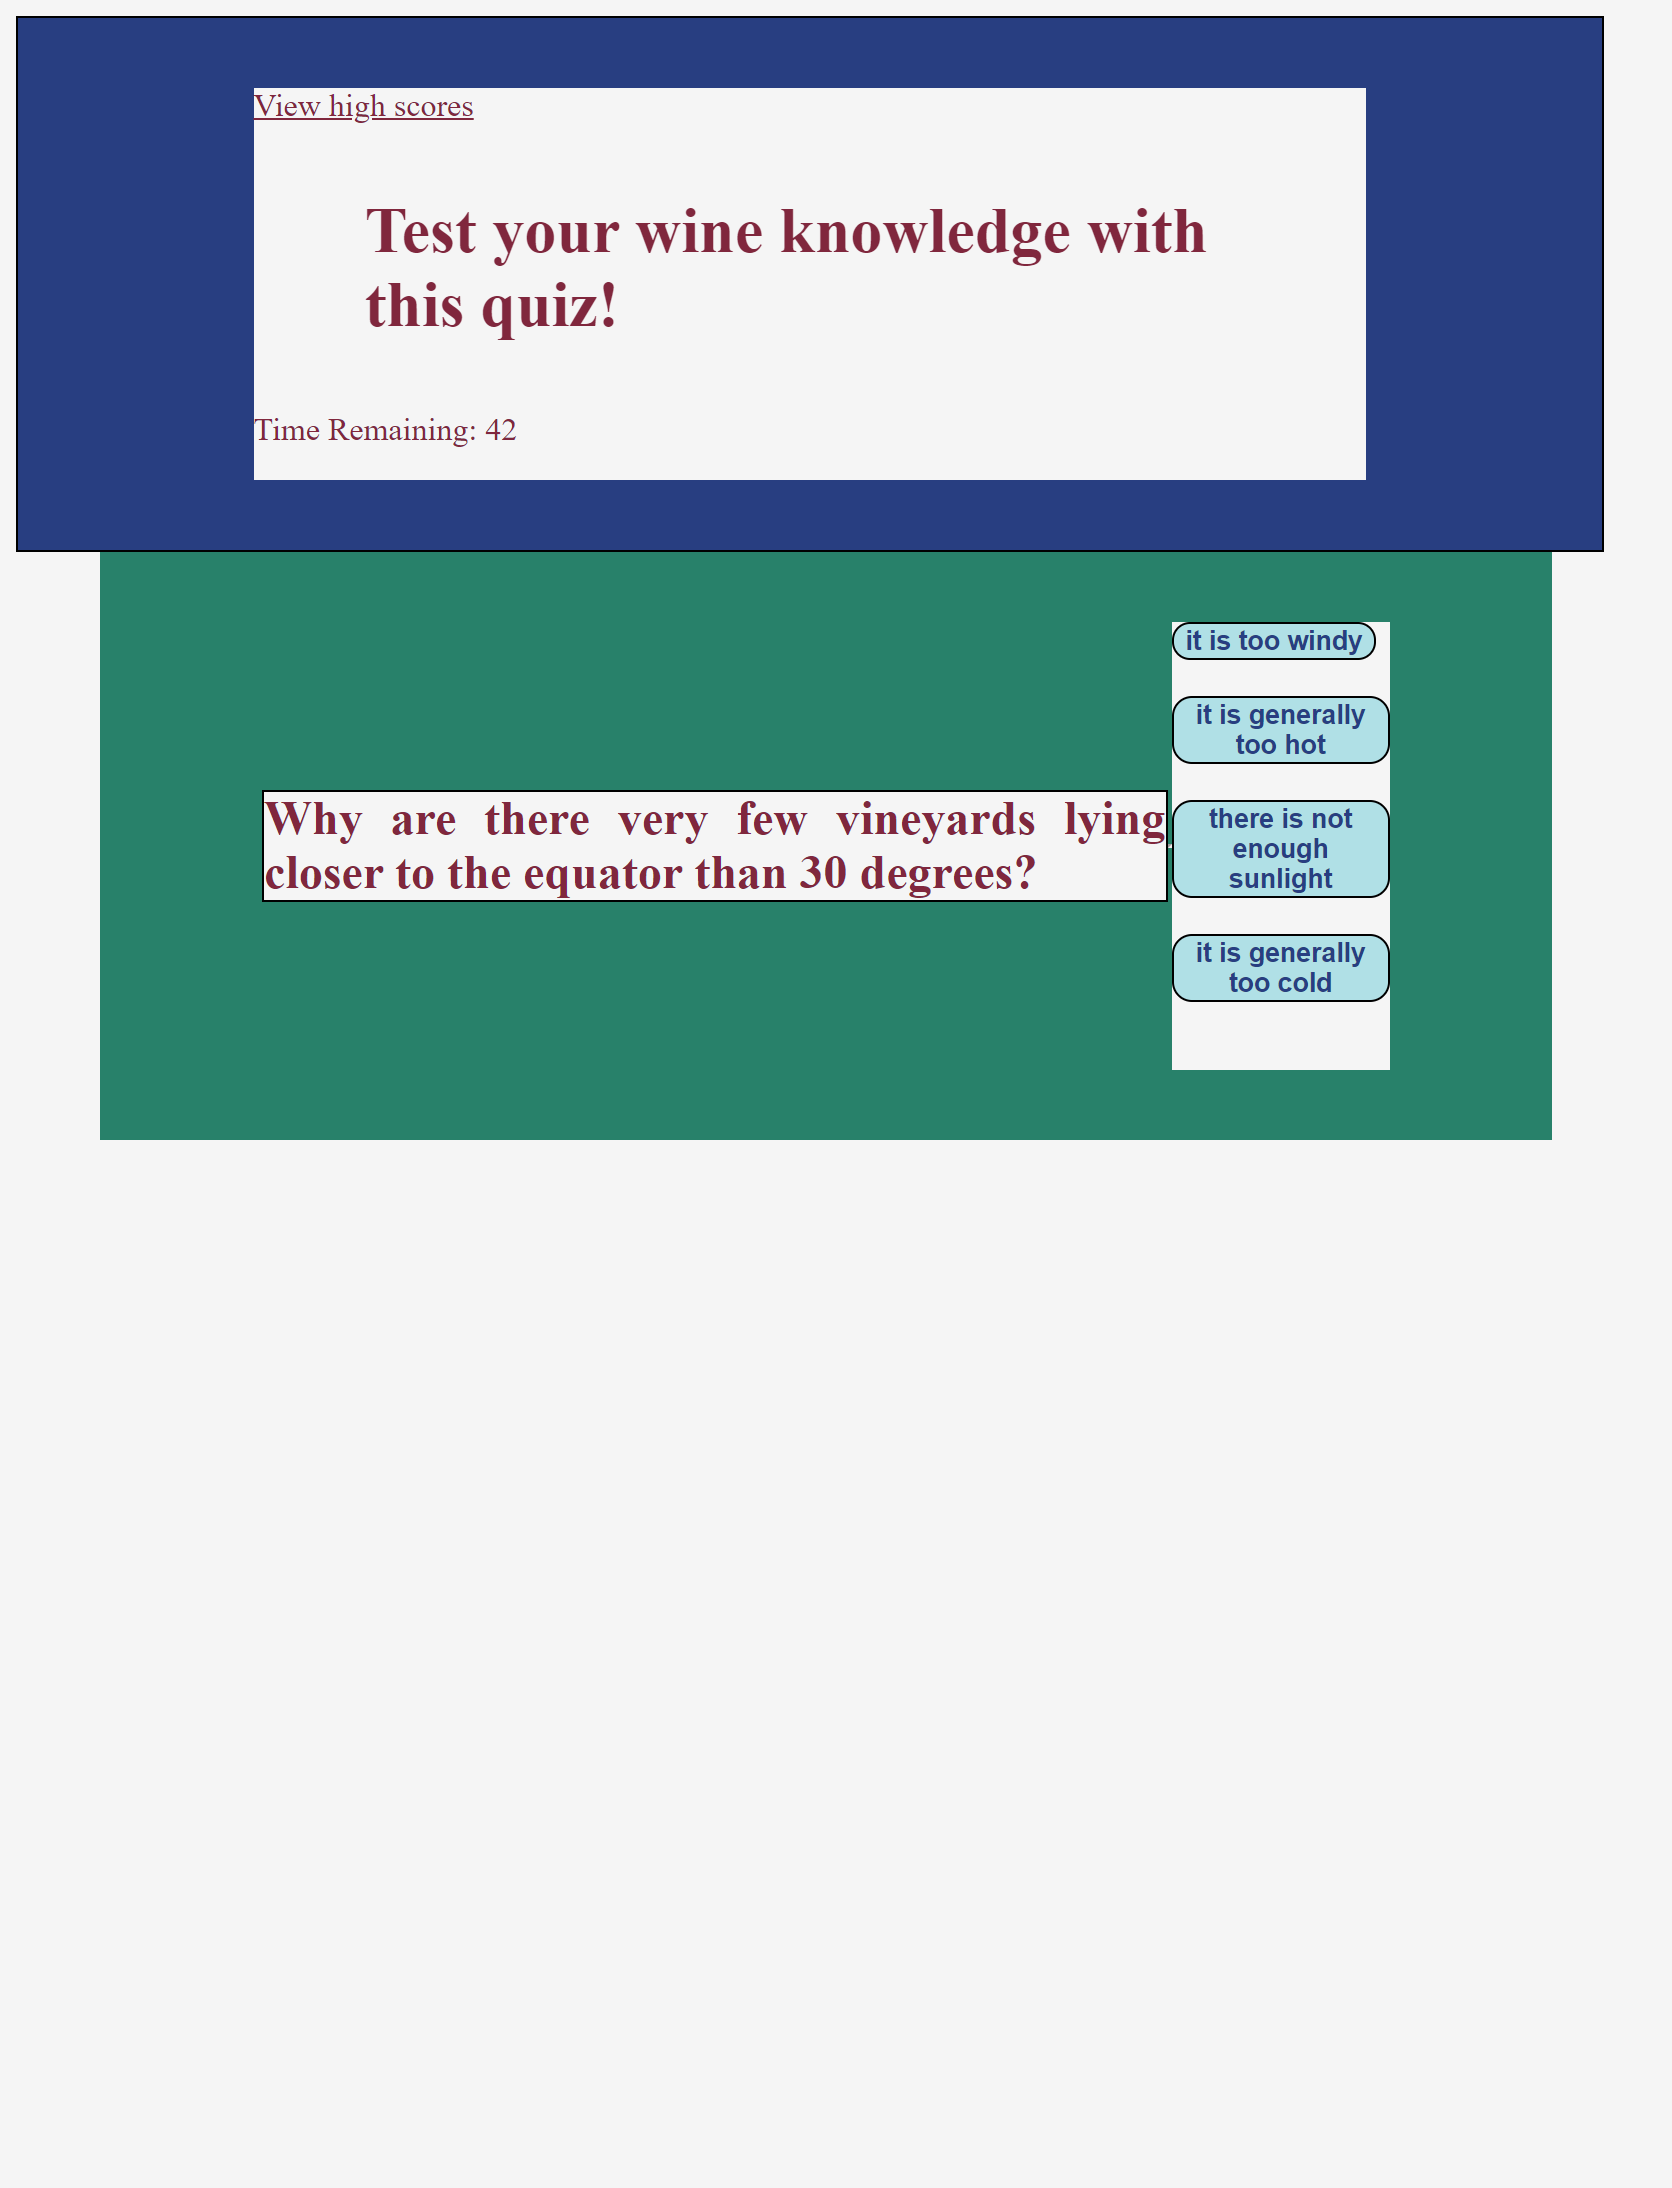 View high scores
Test your wine knowledge with
this quiz!
Time Remaining: 42
Why are there very few vineyards lying
closer to the equator than 30 degrees?
it is too windy
it is generally
too hot
there is not
enough
sunlight
it is generally
too cold